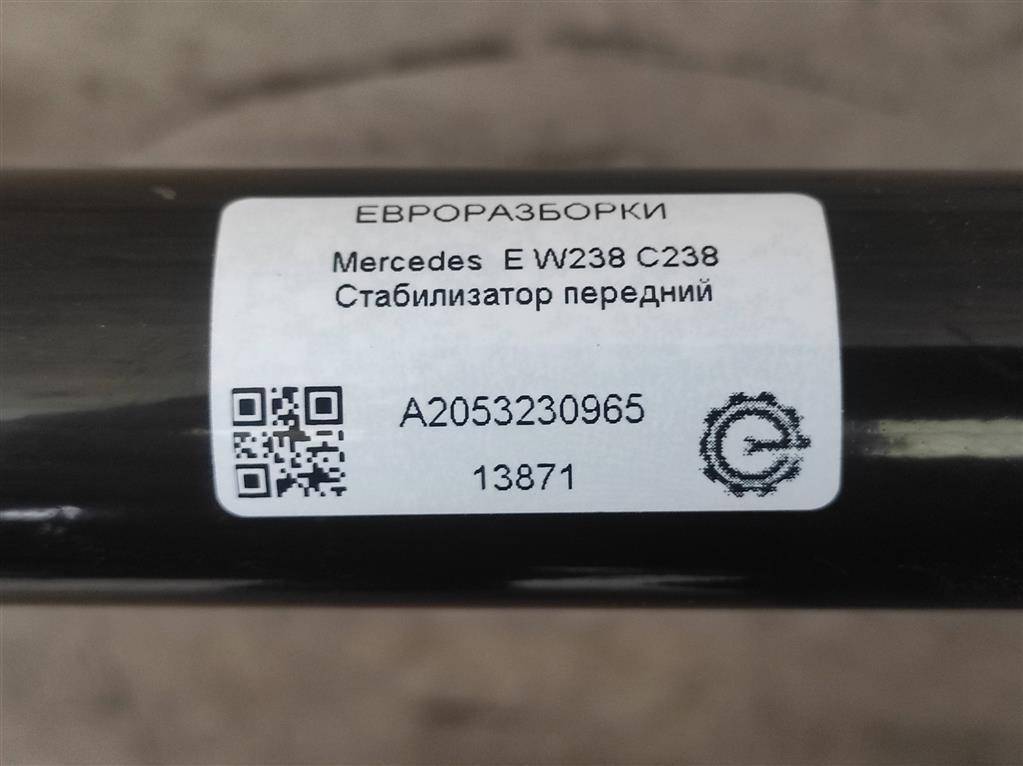 ЕВРОРАЗБОРКИ
Mercedes E W238 C238
Стабилизатор передний
A2053230965
13871